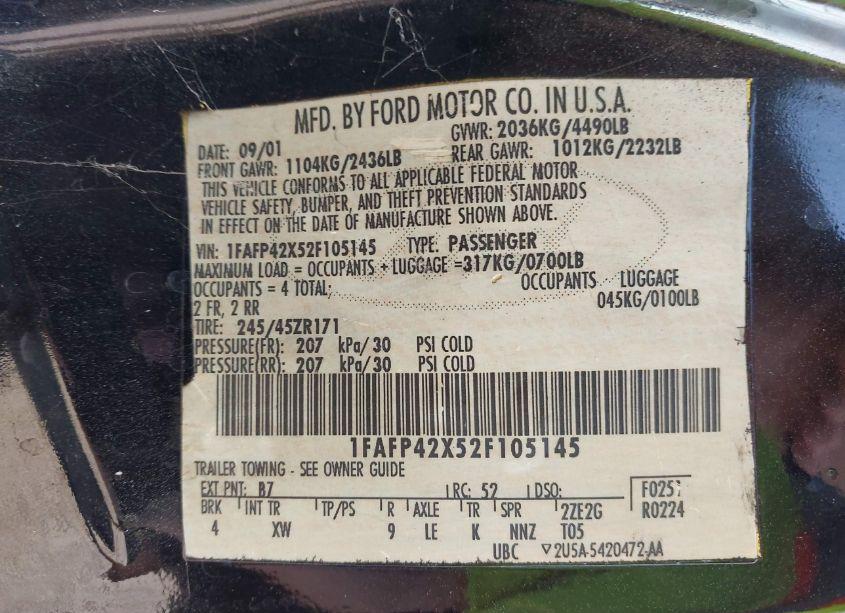 MFD. BY FORD MOTOR CO. IN U.S.A.
DATE: 09/01 GVWR: 2036KG/4490LB
FRONT GAWR: 1104KG/2436LB REAR GAWR: 1012KG/2232LB
THIS VEHICLE CONFORMS TO ALL APPLICABLE FEDERAL MOTOR
VEHICLE SAFETY, BUMPER, AND THEFT PREVENTION STANDARDS
IN EFFECT ON THE DATE OF MANUFACTURE SHOWN ABOVE.
VIN: 1FAFP42X52F105145 TYPE: PASSENGER
MAXIMUM LOAD = OCCUPANTS + LUGGAGE =317KG/0700LB
OCCUPANTS = 4 TOTAL; OCCUPANTS LUGGAGE
2 FR, 2 RR 045KG/0100LB
TIRE: 245/45ZR171
PRESSURE(FR): 207 kPa/30 PSI COLD
PRESSURE(RR): 207 kPa/30 PSI COLD
1FAFP42X52F105145
TRAILER TOWING - SEE OWNER GUIDE
EXT PNT: B7 RC: 52 DSO: F0257
BRK INT TR TP/PS R AXLE TR SPR 2ZE2G R0224
4 XW 9 LE K NNZ T05
UBC ▽2U5A-5420472-AA